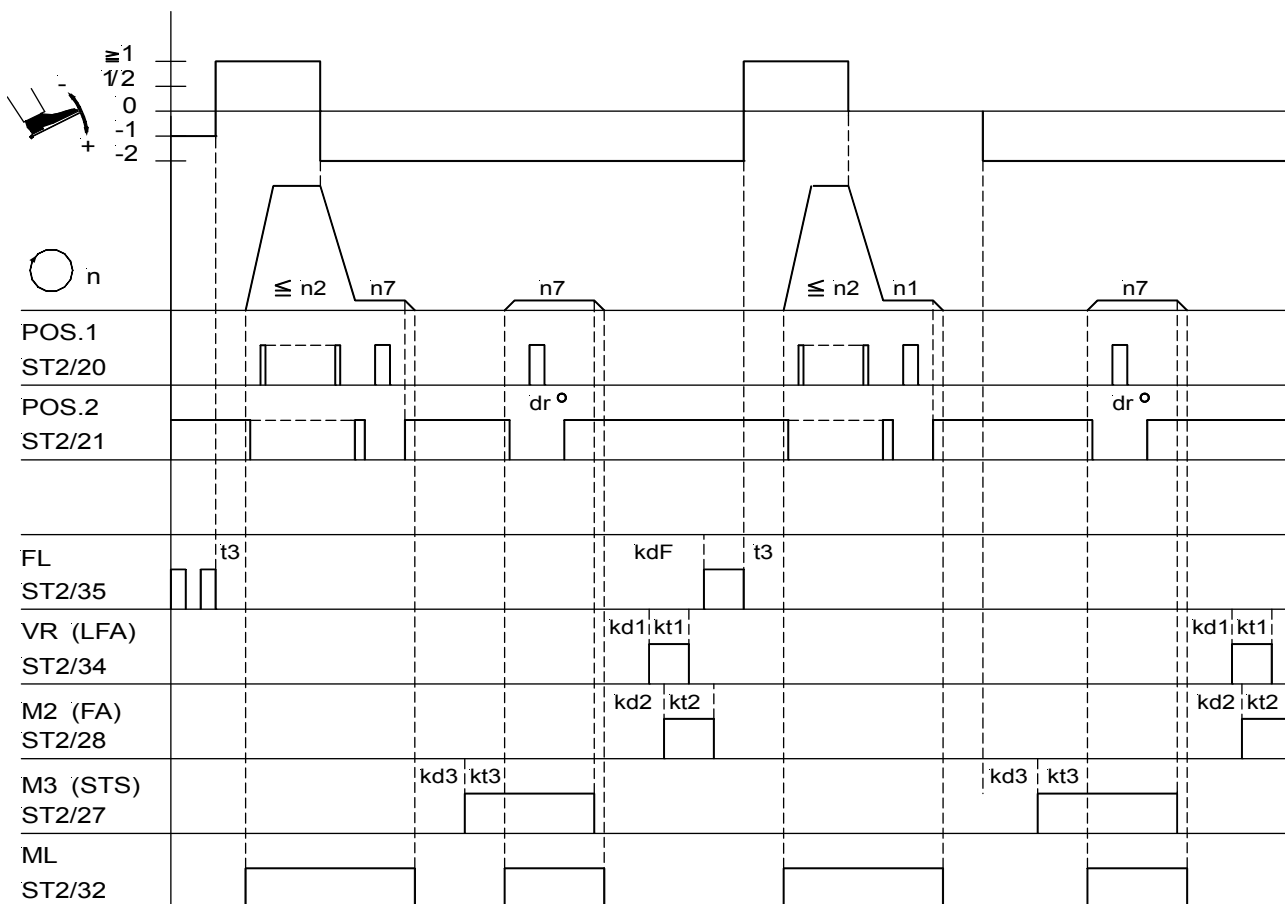 ≧1
1/2
0
-1
-2
-
+
n
≦ n2 n7 n7 ≦ n2 n1 n7
POS.1
ST2/20
POS.2 dr° dr°
ST2/21
FL t3 kdF t3
ST2/35
VR (LFA) kd1 kt1 kd1 kt1
ST2/34
M2 (FA) kd2 kt2 kd2 kt2
ST2/28
M3 (STS) kd3 kt3 kd3 kt3
ST2/27
ML
ST2/32